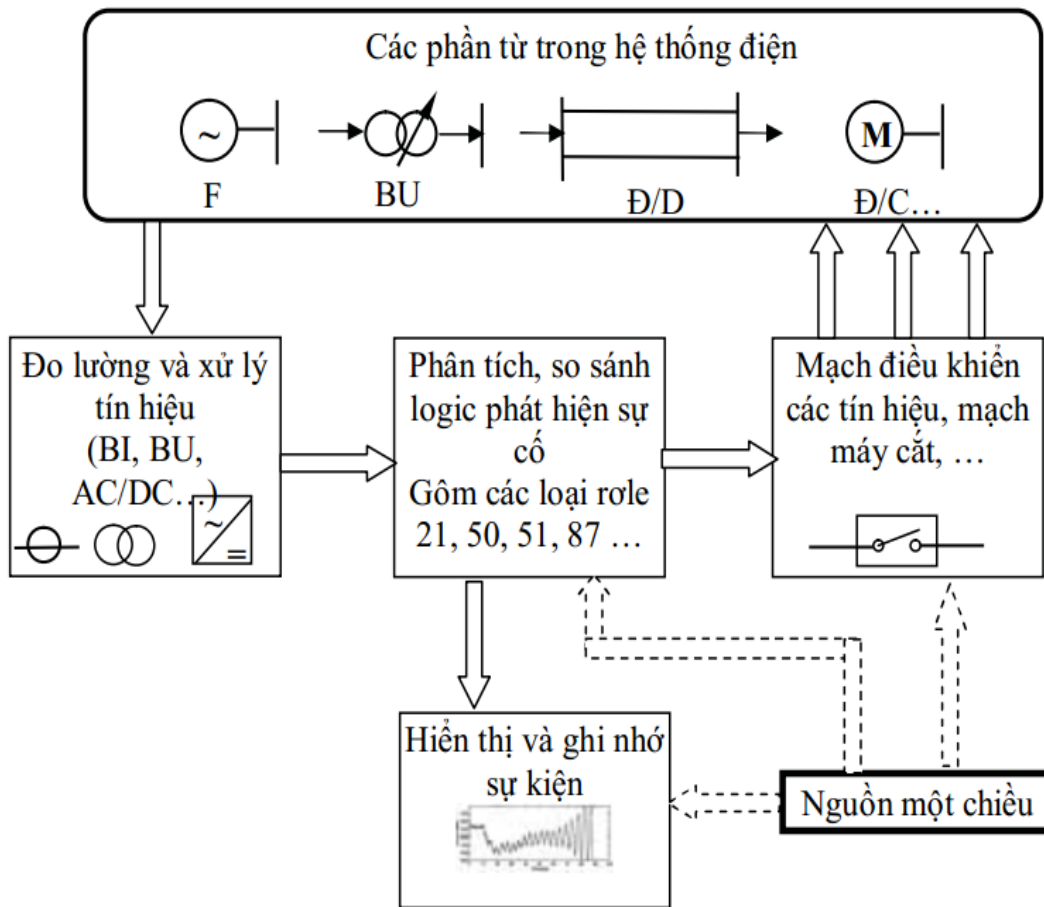 Các phần từ trong hệ thống điện
~
M
F
BU
Đ/D
Đ/C...
Đo lường và xử lý
tín hiệu
(BI, BU,
AC/DC…)
~
=
Phân tích, so sánh
logic phát hiện sự
cố
Gôm các loại rơle
21, 50, 51, 87 ...
Mạch điều khiển
các tín hiệu, mạch
máy cắt, …
Hiển thị và ghi nhớ
sự kiện
Nguồn một chiều